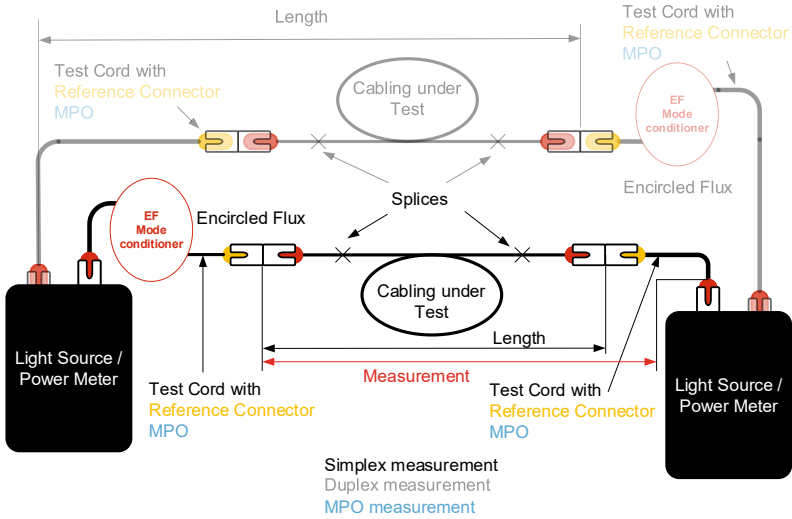 Length
Test Cord with
Reference Connector
MPO
Test Cord with
Reference Connector
MPO
Cabling under
Test
EF
Mode
conditioner
Encircled Flux
Splices
EF
Mode
conditioner
Encircled Flux
Cabling under
Test
Length
Measurement
Light Source /
Power Meter
Light Source /
Power Meter
Test Cord with
Reference Connector
MPO
Test Cord with
Reference Connector
MPO
Simplex measurement
Duplex measurement
MPO measurement